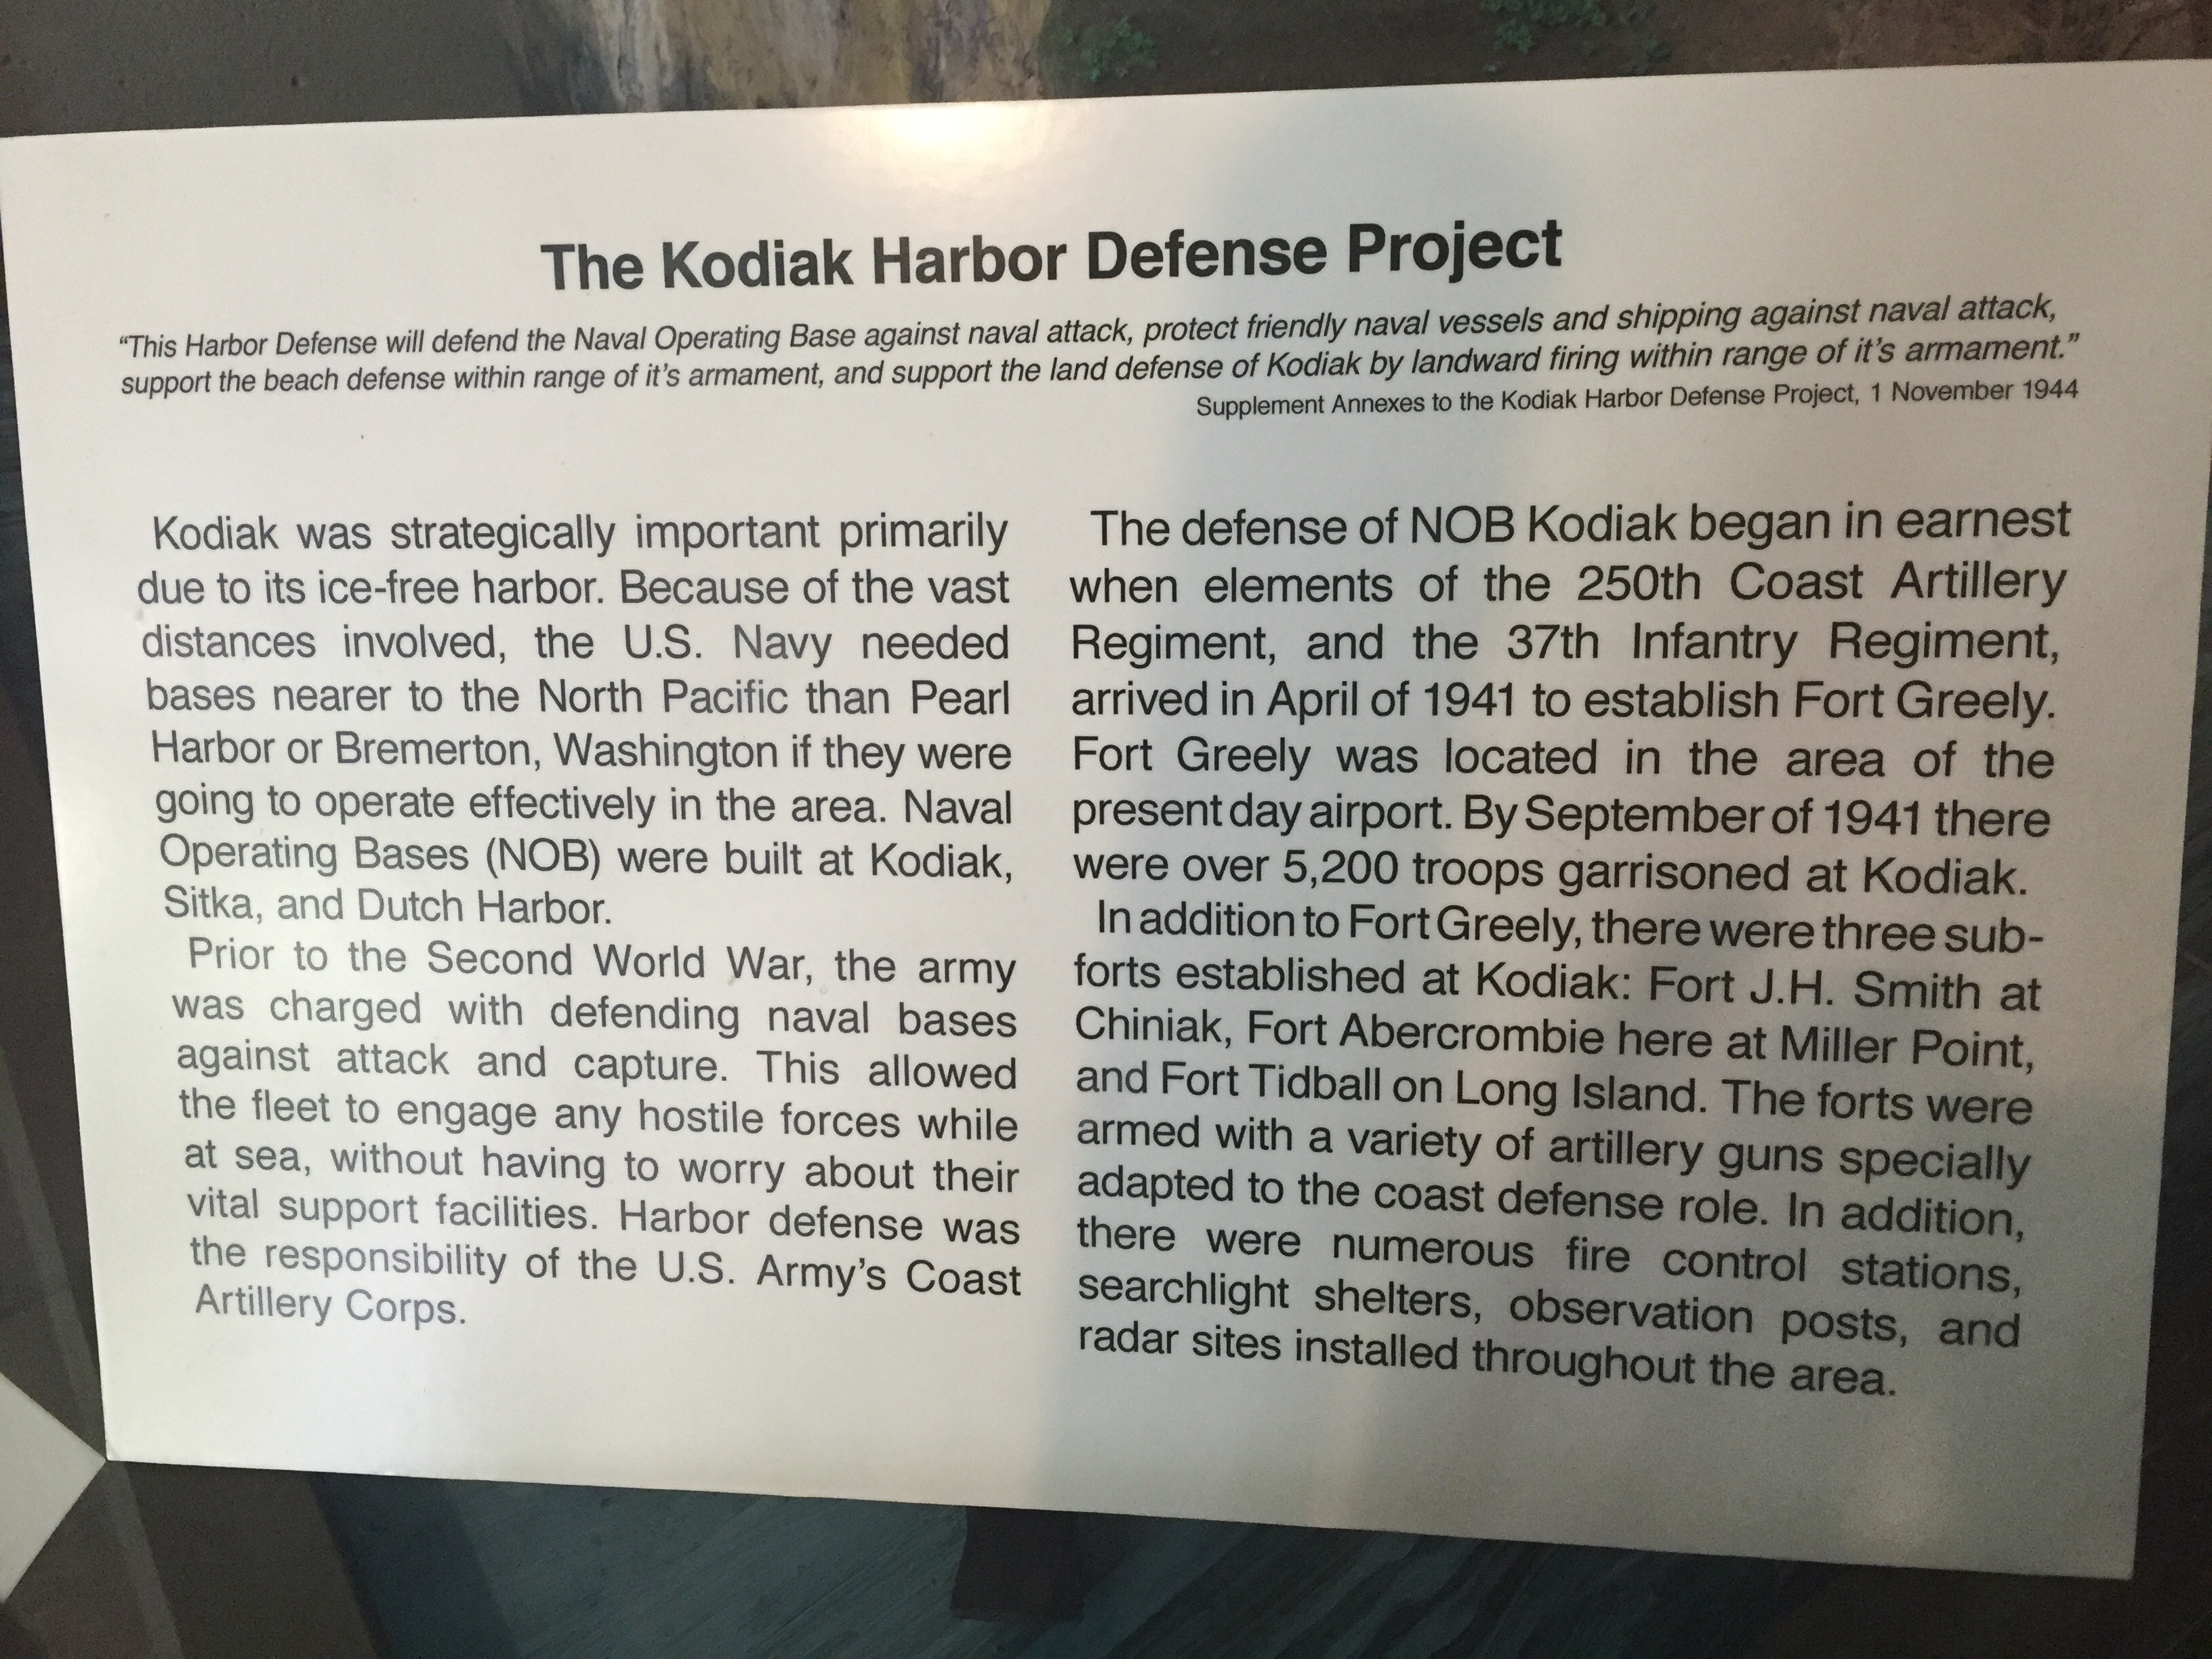 The Kodiak Harbor Defense Project
“This Harbor Defense will defend the Naval Operating Base against naval attack, protect friendly naval vessels and shipping against naval attack,
support the beach defense within range of it’s armament, and support the land defense of Kodiak by landward firing within range of it’s armament.”
Supplement Annexes to the Kodiak Harbor Defense Project, 1 November 1944
Kodiak was strategically important primarily
due to its ice-free harbor. Because of the vast
distances involved, the U.S. Navy needed
bases nearer to the North Pacific than Pearl
Harbor or Bremerton, Washington if they were
going to operate effectively in the area. Naval
Operating Bases (NOB) were built at Kodiak,
Sitka, and Dutch Harbor.
Prior to the Second World War, the army
was charged with defending naval bases
against attack and capture. This allowed
the fleet to engage any hostile forces while
at sea, without having to worry about their
vital support facilities. Harbor defense was
the responsibility of the U.S. Army’s Coast
Artillery Corps.
The defense of NOB Kodiak began in earnest
when elements of the 250th Coast Artillery
Regiment, and the 37th Infantry Regiment,
arrived in April of 1941 to establish Fort Greely.
Fort Greely was located in the area of the
present day airport. By September of 1941 there
were over 5,200 troops garrisoned at Kodiak.
In addition to Fort Greely, there were three sub-
forts established at Kodiak: Fort J.H. Smith at
Chiniak, Fort Abercrombie here at Miller Point,
and Fort Tidball on Long Island. The forts were
armed with a variety of artillery guns specially
adapted to the coast defense role. In addition,
there were numerous fire control stations,
searchlight shelters, observation posts, and
radar sites installed throughout the area.